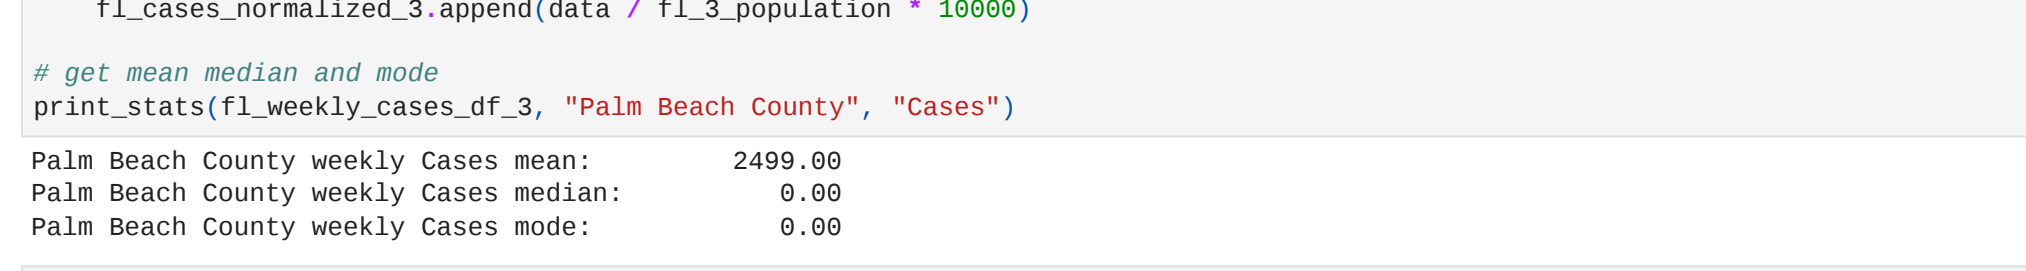 fl_cases_normalized_3.append(data / fl_3_population * 10000)
# get mean median and mode
print_stats(fl_weekly_cases_df_3, "Palm Beach County", "Cases")
Palm Beach County weekly Cases mean:         2499.00
Palm Beach County weekly Cases median:          0.00
Palm Beach County weekly Cases mode:            0.00